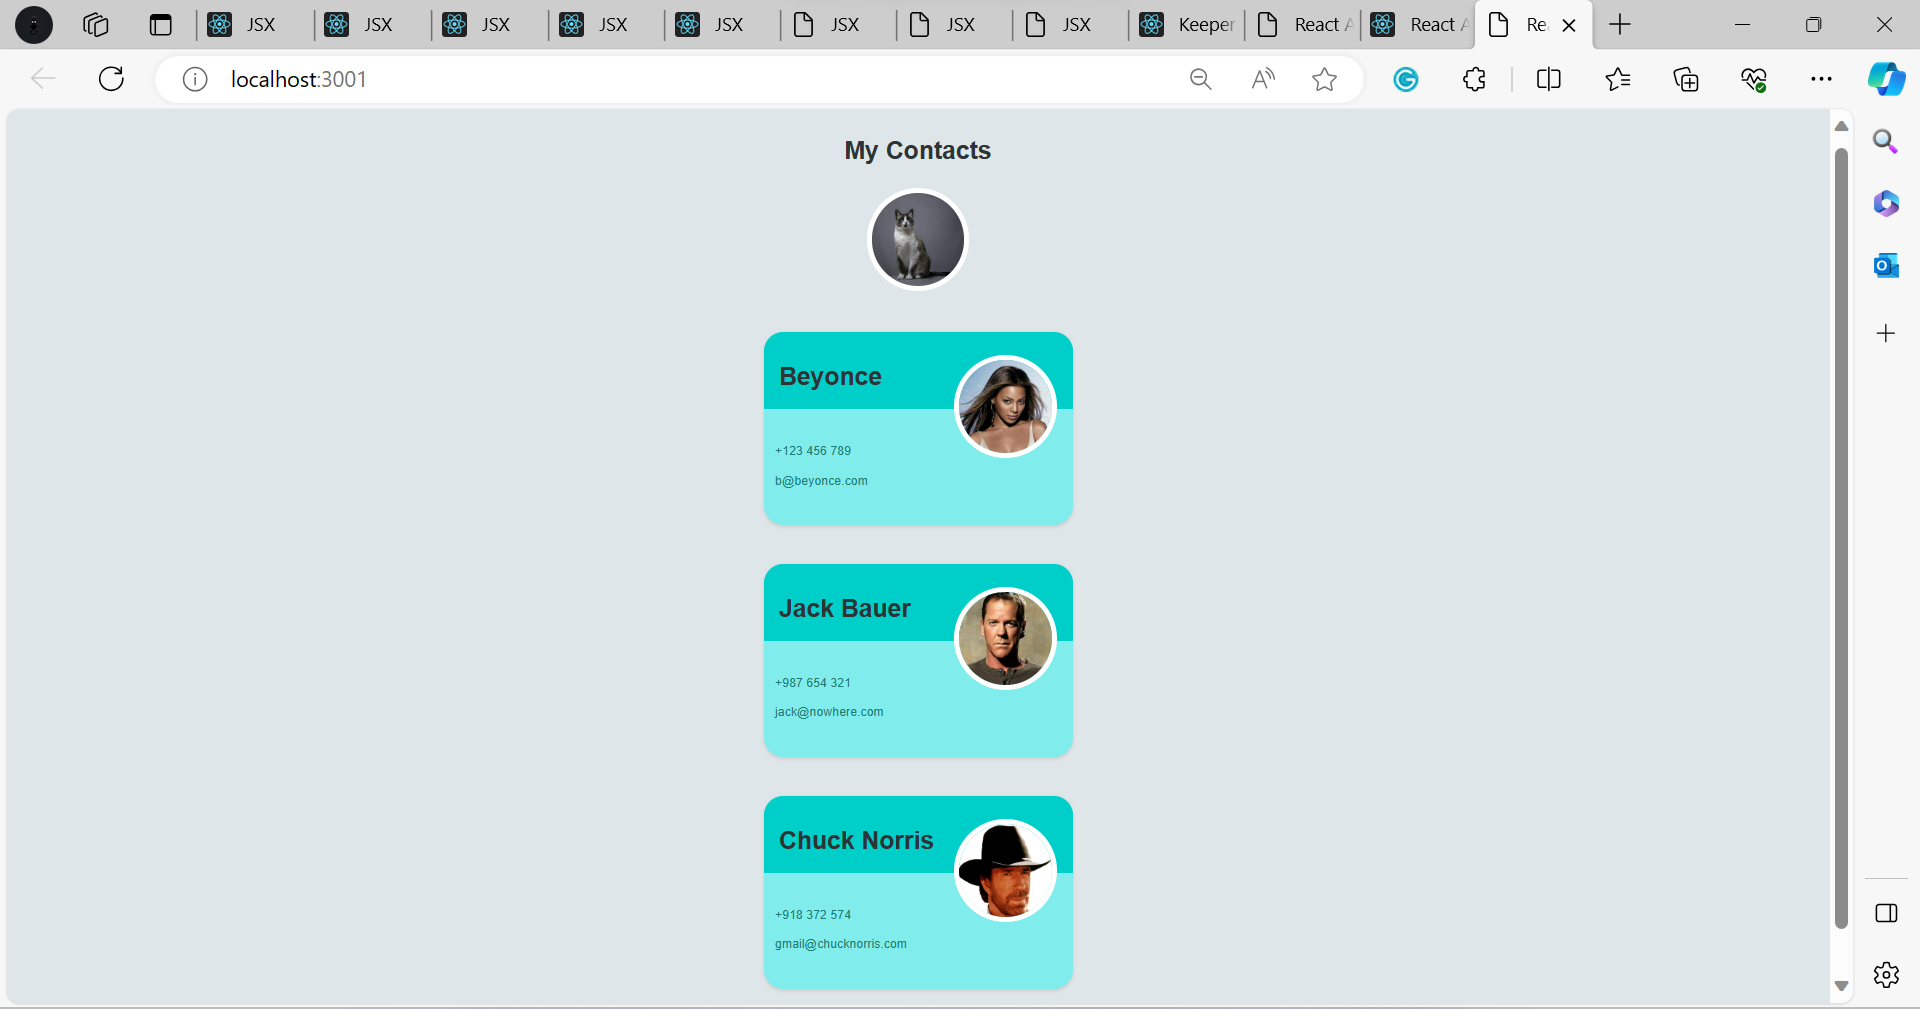 JSX JSX JSX JSX JSX JSX JSX JSX Keeper React A React A Re
localhost:3001
My Contacts
Beyonce
+123 456 789
b@beyonce.com
Jack Bauer
+987 654 321
jack@nowhere.com
Chuck Norris
+918 372 574
gmail@chucknorris.com